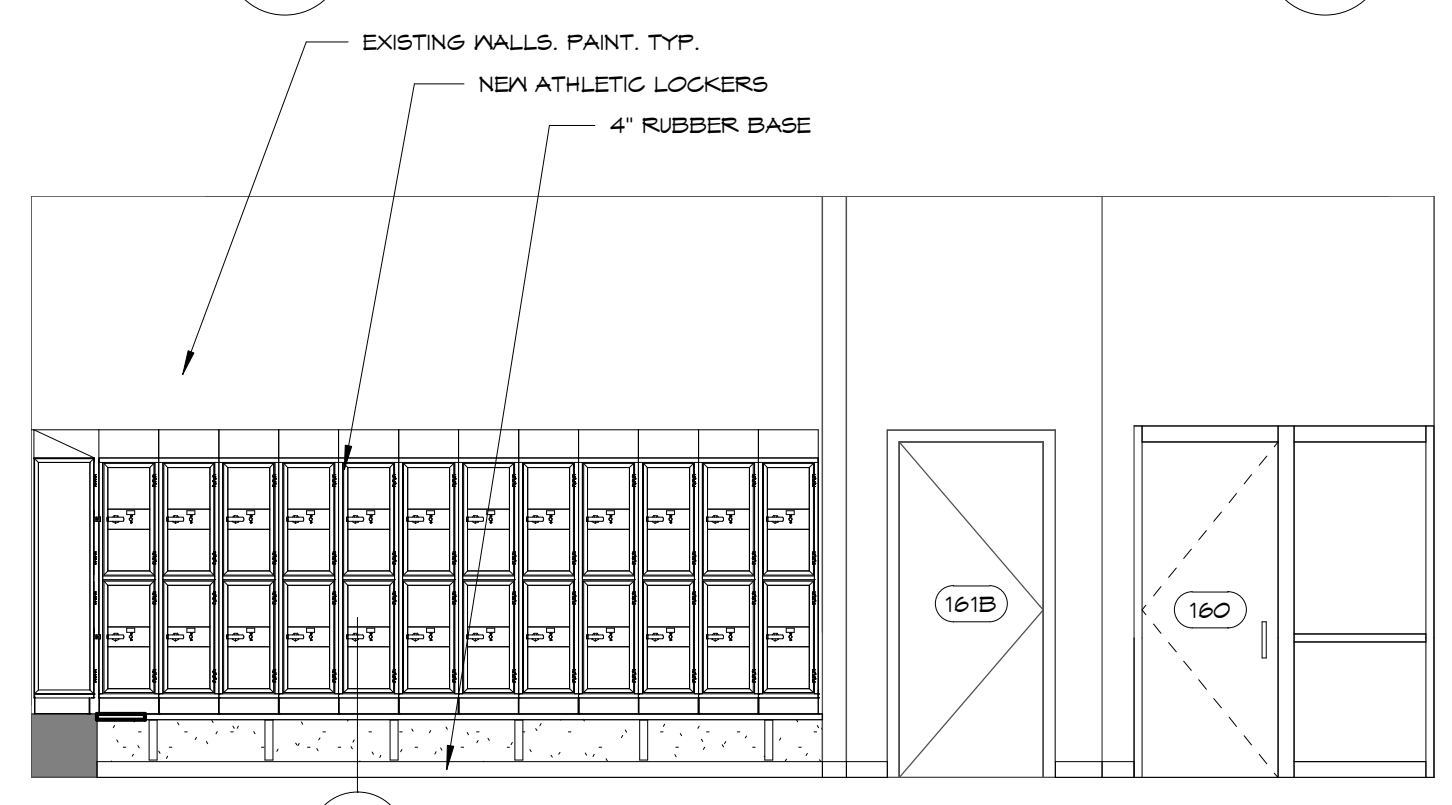 EXISTING WALLS. PAINT. TYP.
NEW ATHLETIC LOCKERS
4" RUBBER BASE
161B
160